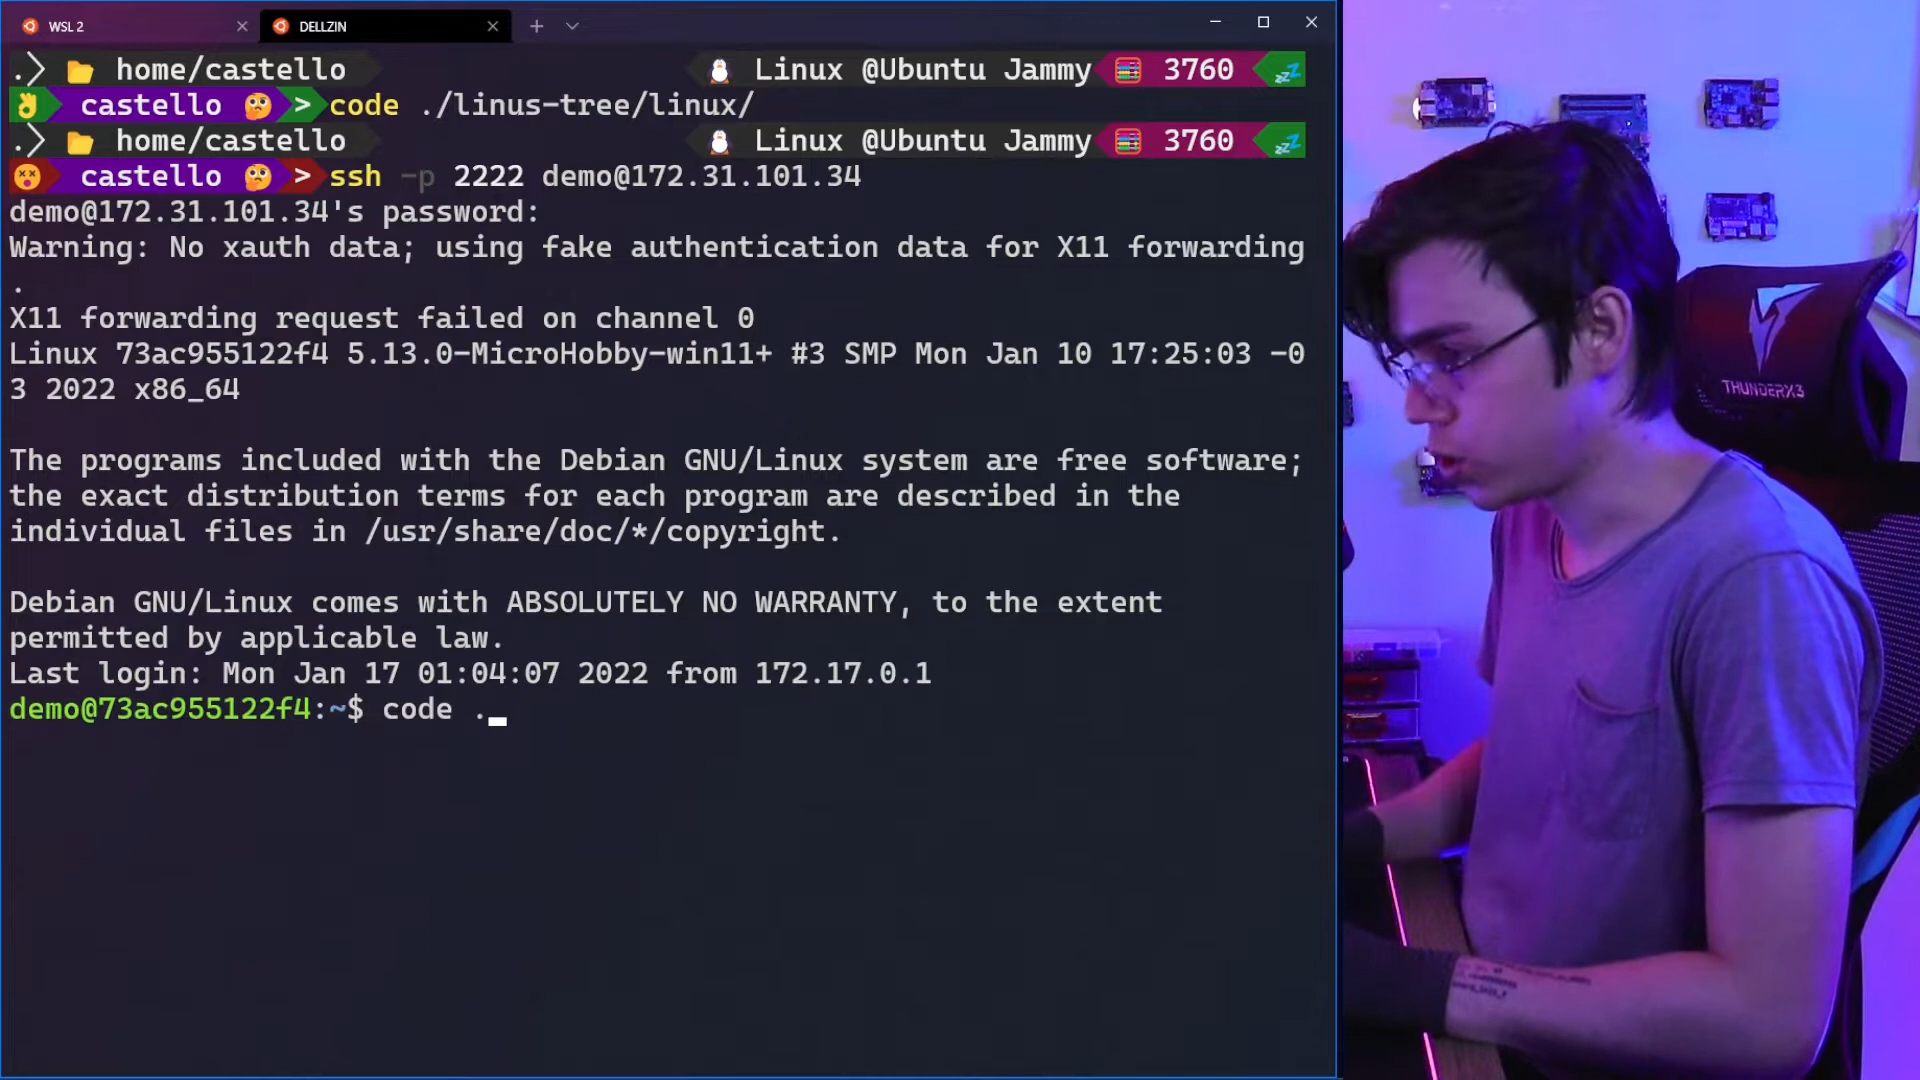 WSL 2
DELLZIN
.> home/castello Linux @Ubuntu Jammy 3760
castello > code ./linus-tree/linux/
.> home/castello Linux @Ubuntu Jammy 3760
castello > ssh -p 2222 demo@172.31.101.34
demo@172.31.101.34's password:
Warning: No xauth data; using fake authentication data for X11 forwarding
.
X11 forwarding request failed on channel 0
Linux 73ac955122f4 5.13.0-MicroHobby-win11+ #3 SMP Mon Jan 10 17:25:03 -0
3 2022 x86_64
The programs included with the Debian GNU/Linux system are free software;
the exact distribution terms for each program are described in the
individual files in /usr/share/doc/*/copyright.
Debian GNU/Linux comes with ABSOLUTELY NO WARRANTY, to the extent
permitted by applicable law.
Last login: Mon Jan 17 01:04:07 2022 from 172.17.0.1
demo@73ac955122f4:~$ code .
THUNDERX3